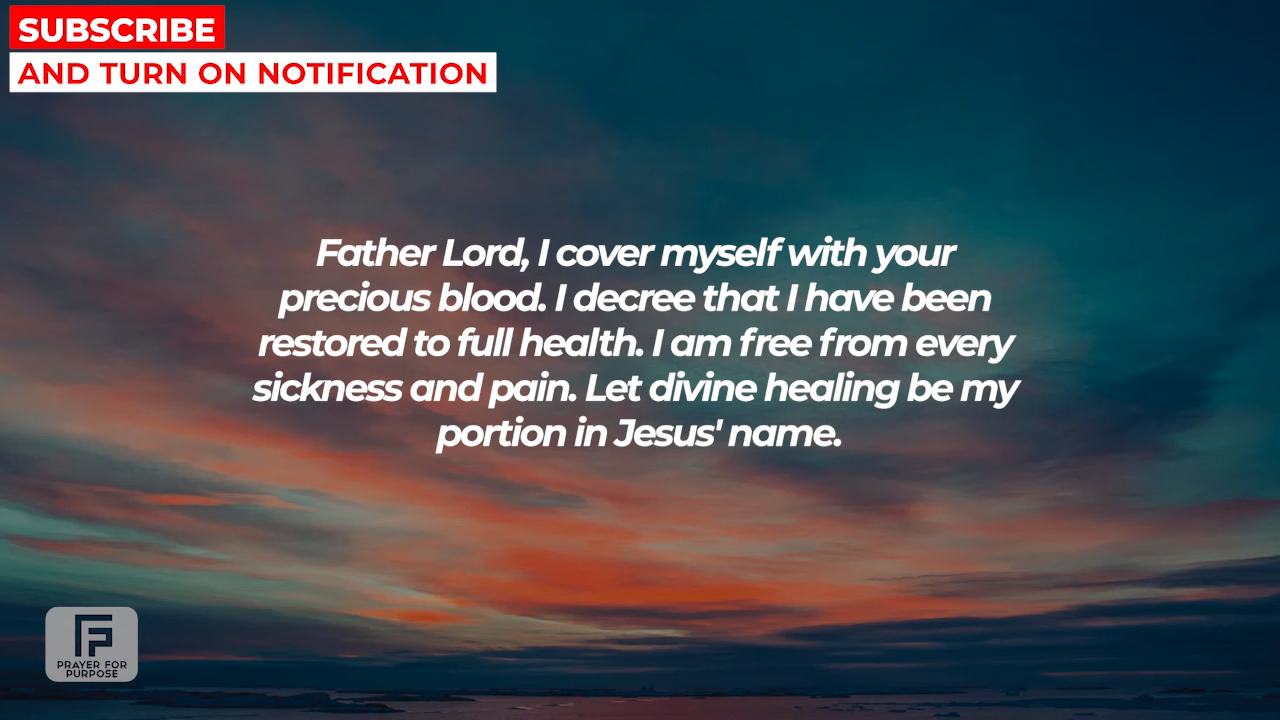 SUBSCRIBE
AND TURN ON NOTIFICATION
Father Lord, I cover myself with your
precious blood. I decree that I have been
restored to full health. I am free from every
sickness and pain. Let divine healing be my
portion in Jesus' name.
PRAYER FOR
PURPOSE